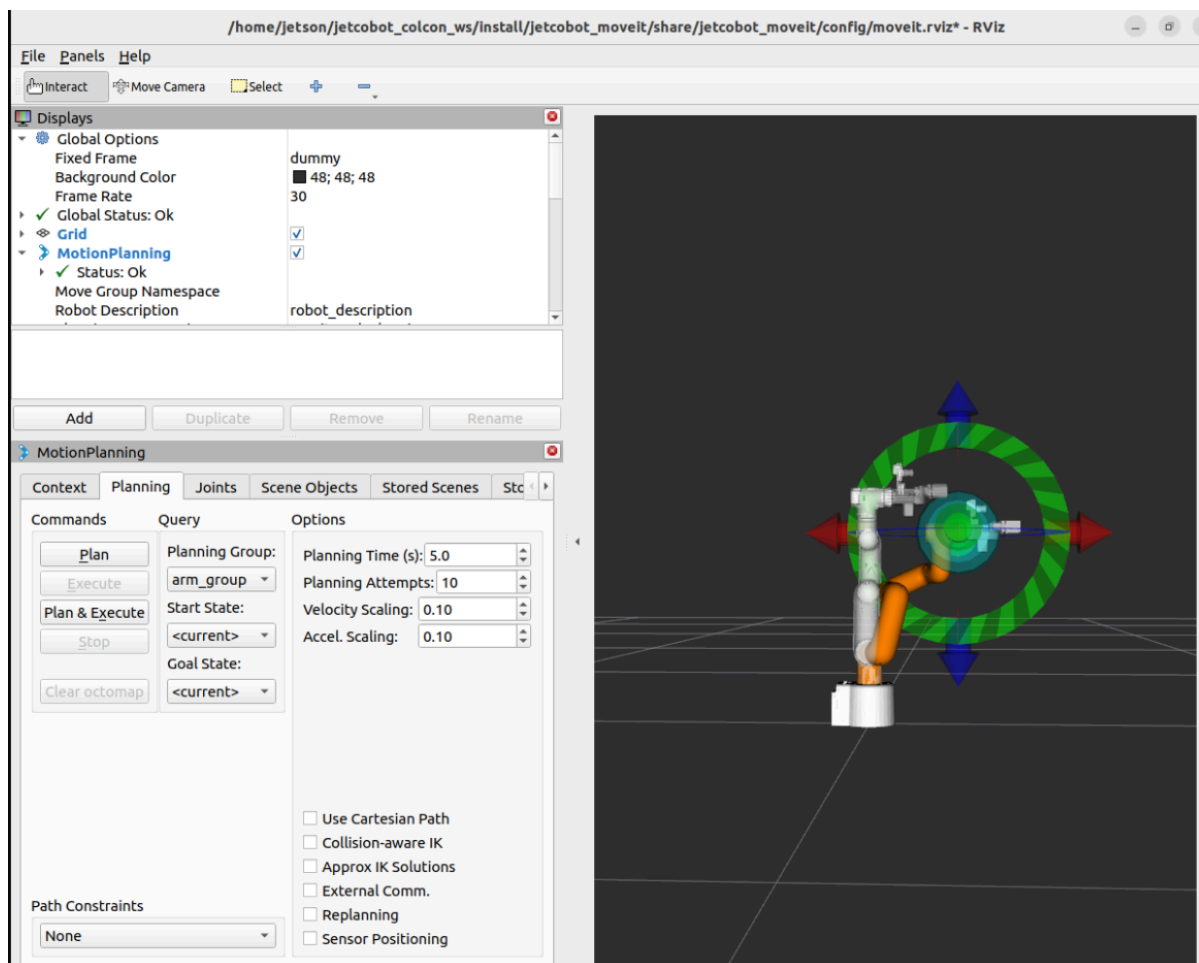 /home/jetson/jetcobot_colcon_ws/install/jetcobot_moveit/share/jetcobot_moveit/config/moveit.rviz* - RViz
File Panels Help
Interact Move Camera Select
Displays
Global Options
Fixed Frame dummy
Background Color 48; 48; 48
Frame Rate 30
Global Status: Ok
Grid
MotionPlanning
Status: Ok
Move Group Namespace
Robot Description robot_description
Add Duplicate Remove Rename
MotionPlanning
Context Planning Joints Scene Objects Stored Scenes Stc
Commands Query Options
Plan Planning Group: Planning Time (s): 5.0
Execute arm_group Planning Attempts: 10
Plan & Execute Start State: Velocity Scaling: 0.10
Stop <current> Accel. Scaling: 0.10
Goal State:
Clear octomap <current>
Use Cartesian Path
Collision-aware IK
Approx IK Solutions
External Comm.
Path Constraints Replanning
None Sensor Positioning